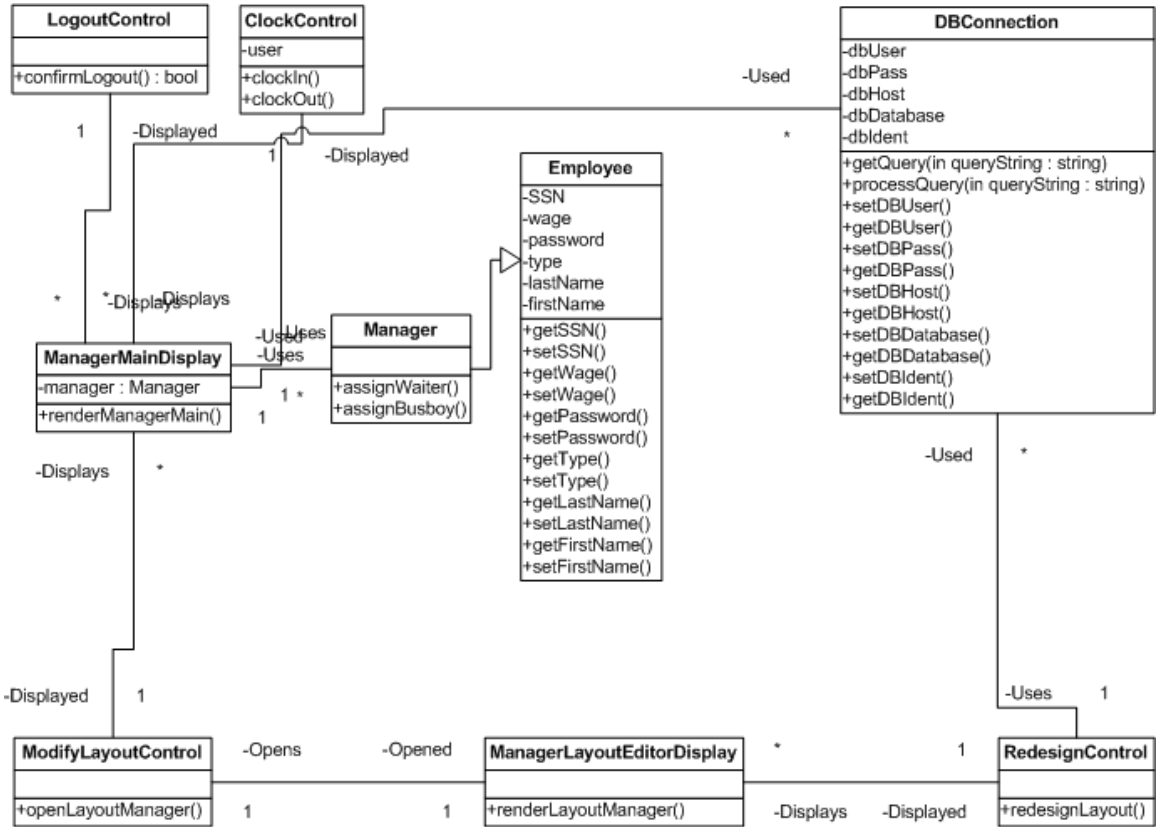 LogoutControl
+confirmLogout() : bool
ClockControl
-user
+clockIn()
+clockOut()
DBConnection
-dbUser
-dbPass
-dbHost
-dbDatabase
-dbIdent
+getQuery(in queryString : string)
+processQuery(in queryString : string)
+setDBUser()
+getDBUser()
+setDBPass()
+getDBPass()
+setDBHost()
+getDBHost()
+setDBDatabase()
+getDBDatabase()
+setDBIdent()
+getDBIdent()
-Used
*
1
-Displayed
1
-Displayed
Employee
-SSN
-wage
-password
-type
-lastName
-firstName
+getSSN()
+setSSN()
+getWage()
+setWage()
+getPassword()
+setPassword()
+getType()
+setType()
+getLastName()
+setLastName()
+getFirstName()
+setFirstName()
*
*
-Displays
-Displays
-Used
-Uses
-Uses
ManagerMainDisplay
-manager : Manager
+renderManagerMain()
1
1
*
Manager
+assignWaiter()
+assignBusboy()
-Displays
*
-Used
*
-Displayed
1
-Uses
1
ModifyLayoutControl
+openLayoutManager()
-Opens
-Opened
1
1
ManagerLayoutEditorDisplay
+renderLayoutManager()
*
1
-Displays
-Displayed
RedesignControl
+redesignLayout()